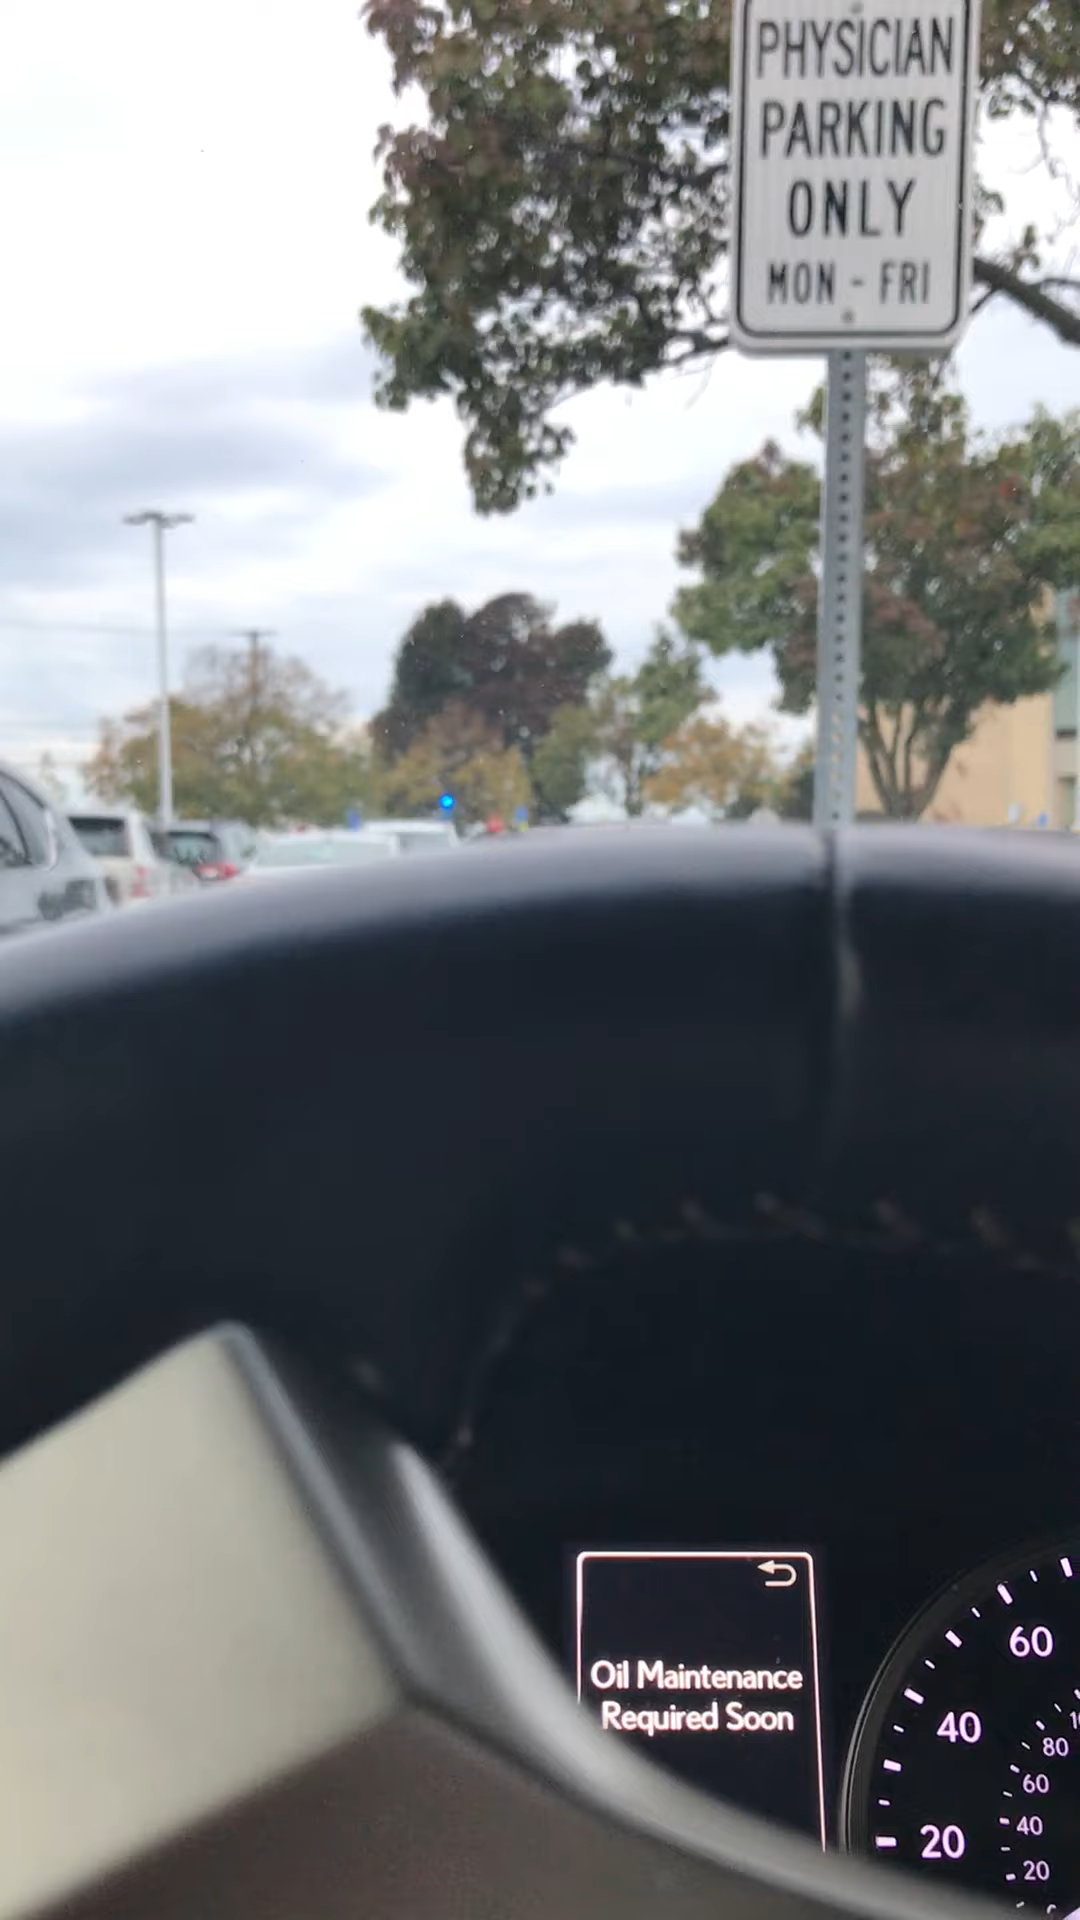 PHYSICIAN
PARKING
ONLY
MON - FRI
Oil Maintenance
Required Soon
60
40
20
80
60
40
20